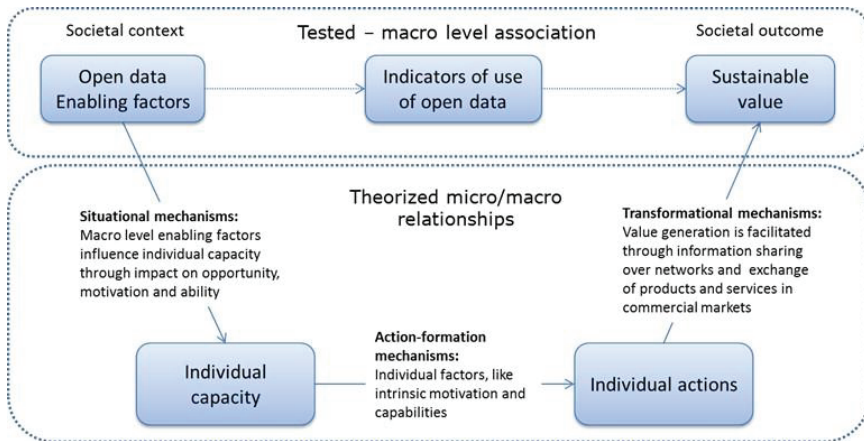 Societal context
Tested – macro level association
Societal outcome
Open data
Enabling factors
Indicators of use
of open data
Sustainable
value
Theorized micro/macro
relationships
Situational mechanisms:
Macro level enabling factors
influence individual capacity
through impact on opportunity,
motivation and ability
Transformational mechanisms:
Value generation is facilitated
through information sharing
over networks and exchange
of products and services in
commercial markets
Individual
capacity
Action-formation
mechanisms:
Individual factors, like
intrinsic motivation and
capabilities
Individual actions